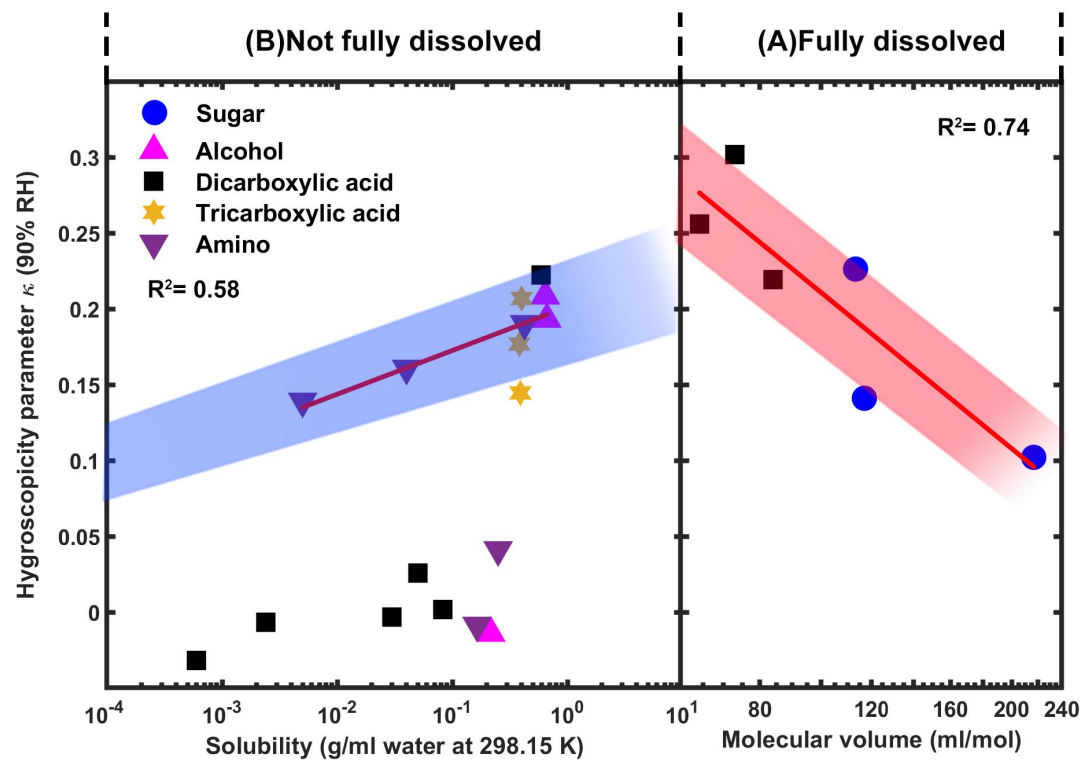 (B)Not fully dissolved
(A)Fully dissolved
Sugar
Alcohol
Dicarboxylic acid
Tricarboxylic acid
Amino
R²= 0.58
R²= 0.74
Hygroscopicity parameter κ (90% RH)
0.3
0.25
0.2
0.15
0.1
0.05
0
10⁻⁴
10⁻³
10⁻²
10⁻¹
10⁰
10¹
80
120
160
200
240
Solubility (g/ml water at 298.15 K)
Molecular volume (ml/mol)